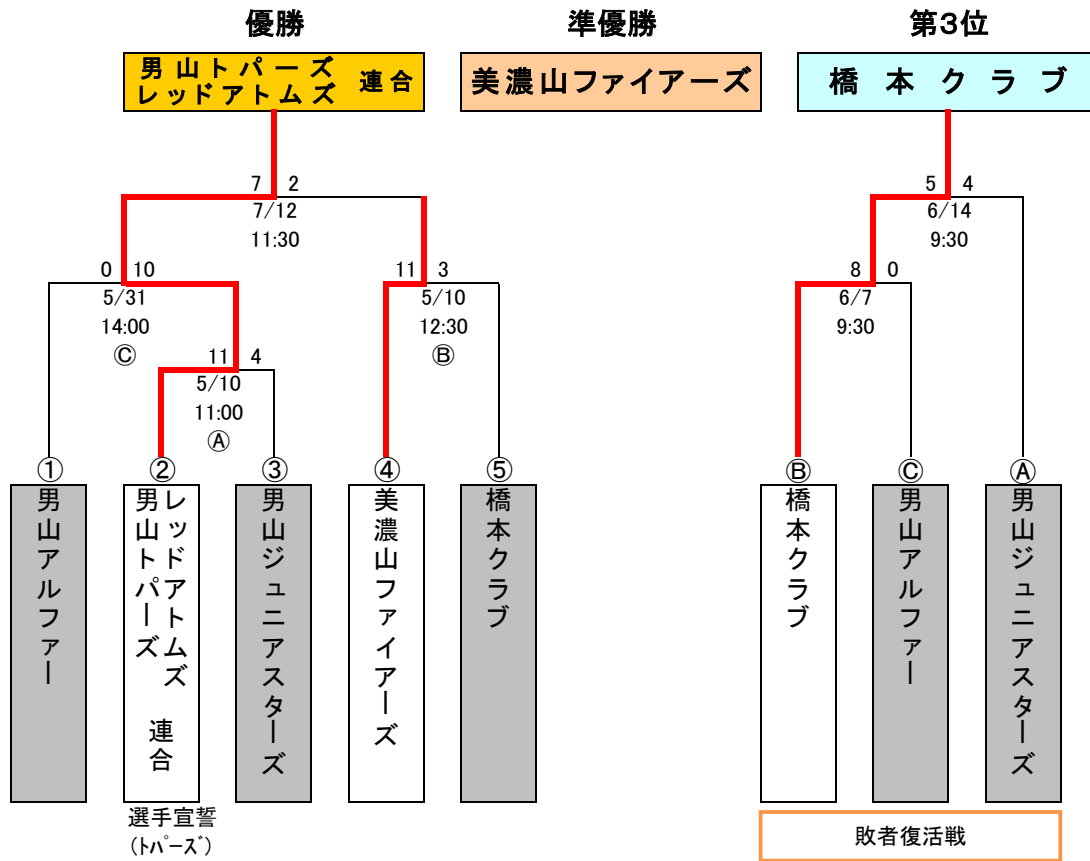 優勝
準優勝
第3位
男山トパーズ
レッドアトムズ
連合
美濃山ファイアーズ
橋本クラブ
7 2
7/12
11:30
5 4
6/14
9:30
0 10
5/31
14:00
Ⓒ
11 3
5/10
12:30
Ⓑ
8 0
6/7
9:30
11 4
5/10
11:00
Ⓐ
①
②
③
④
⑤
Ⓑ
Ⓒ
Ⓐ
男山アルファー
レッドアトムズ
男山トパーズ
連合
男山ジュニアスターズ
美濃山ファイアーズ
橋本クラブ
橋本クラブ
男山アルファー
男山ジュニアスターズ
選手宣誓
(ﾄﾊﾟｰｽﾞ)
敗者復活戦